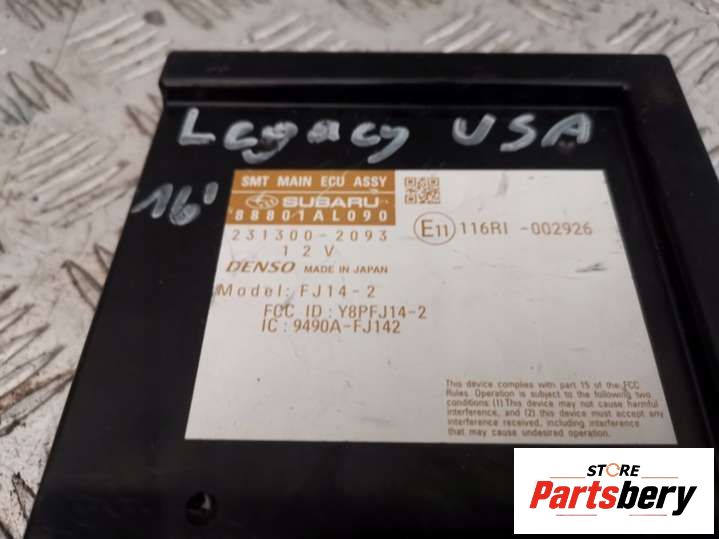 Legacy USA
16'
SMT MAIN ECU ASSY
SUBARU
88801AL090
231300-2093
12V
DENSO MADE IN JAPAN
Model: FJ14-2
FCC ID : Y8PFJ14-2
IC : 9490A-FJ142
E11 116RI -002926
This device complies with part 15 of the FCC
Rules. Operation is subject to the following two
conditions: (1) This device may not cause harmful
interference, and (2) this device must accept any
interference received, including interference
that may cause undesired operation.
STORE
Partsbery